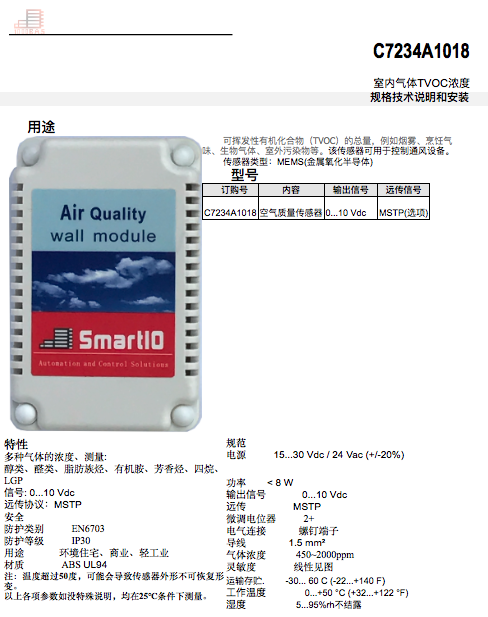 C7234A1018
室内气体TVOC浓度
规格技术说明和安装
用途
可挥发性有机化合物（TVOC）的总量，例如烟雾、烹饪气
味、生物气体、室外污染物等。该传感器可用于控制通风设备。
传感器类型：MEMS(金属氧化半导体)
型号
订购号 内容 输出信号 远传信号
C7234A1018 空气质量传感器 0...10 Vdc MSTP(选项)
Air Quality
wall module
SmartIO
Automation and Control Solutions
特性
多种气体的浓度、测量:
醇类、醛类、脂肪族烃、有机胺、芳香烃、四烷、
LGP
信号: 0...10 Vdc
远传协议：MSTP
安全
防护类别 EN6703
防护等级 IP30
用途 环境住宅、商业、轻工业
材质 ABS UL94
注：温度超过50度，可能会导致传感器外形不可恢复形
变。
以上各项参数如没特殊说明，均在25℃条件下测量。
规范
电源 15...30 Vdc / 24 Vac (+/-20%)
功率 < 8 W
输出信号 0...10 Vdc
远传 MSTP
微调电位器 2+
电气连接 螺钉端子
导线 1.5 mm²
气体浓度 450~2000ppm
灵敏度 线性见图
运输存贮. -30... 60 C (-22...+140 F)
工作温度 0...+50 °C (+32...+122 °F)
湿度 5...95%rh不结露